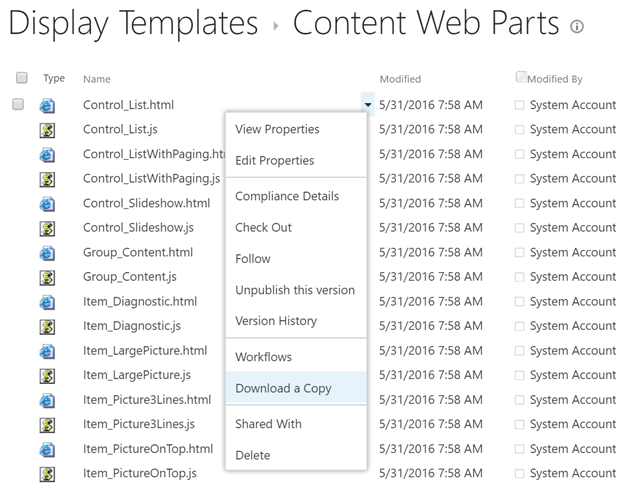 Display Templates ▸ Content Web Parts
Type Name Modified Modified By
Control_List.html 5/31/2016 7:58 AM System Account
Control_List.js 5/31/2016 7:58 AM System Account
Control_ListWithPaging.htm 5/31/2016 7:58 AM System Account
Control_ListWithPaging.js 5/31/2016 7:58 AM System Account
Control_Slideshow.html 5/31/2016 7:58 AM System Account
Control_Slideshow.js 5/31/2016 7:58 AM System Account
Group_Content.html 5/31/2016 7:58 AM System Account
Group_Content.js 5/31/2016 7:58 AM System Account
Item_Diagnostic.html 5/31/2016 7:58 AM System Account
Item_Diagnostic.js 5/31/2016 7:58 AM System Account
Item_LargePicture.html 5/31/2016 7:58 AM System Account
Item_LargePicture.js 5/31/2016 7:58 AM System Account
Item_Picture3Lines.html 5/31/2016 7:58 AM System Account
Item_Picture3Lines.js 5/31/2016 7:58 AM System Account
Item_PictureOnTop.html 5/31/2016 7:58 AM System Account
Item_PictureOnTop.js 5/31/2016 7:58 AM System Account
View Properties
Edit Properties
Compliance Details
Check Out
Follow
Unpublish this version
Version History
Workflows
Download a Copy
Shared With
Delete